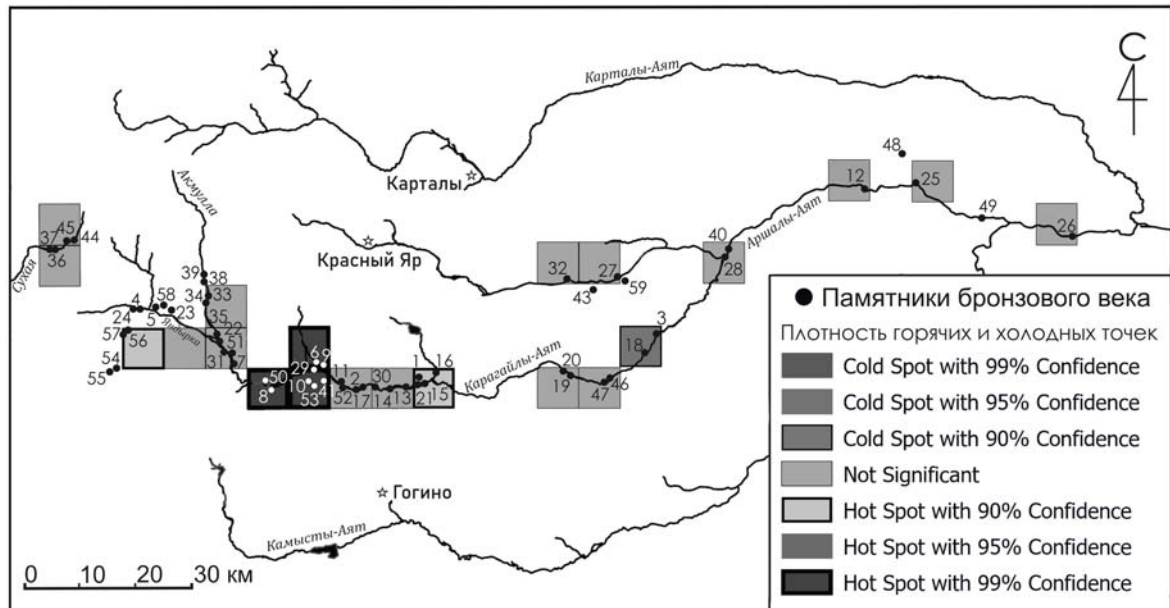 С
Карталы-Аят
Акмулла
Карталы
48
12
25
49
26
37
45
44
36
Сухая
Красный Яр
Аршалы-Аят
40
28
32
27
59
43
39
38
34
33
4
58
24
5
23
Яндырка
35
22
57
56
51
31
7
54
55
6
9
29
50
11
1
16
8
10
4
2
30
53
52
17
14
13
21
15
Карагайлы-Аят
20
19
46
47
3
18
Гогино
Камысты-Аят
0 10 20 30 км
Памятники бронзового века
Плотность горячих и холодных точек
Cold Spot with 99% Confidence
Cold Spot with 95% Confidence
Cold Spot with 90% Confidence
Not Significant
Hot Spot with 90% Confidence
Hot Spot with 95% Confidence
Hot Spot with 99% Confidence